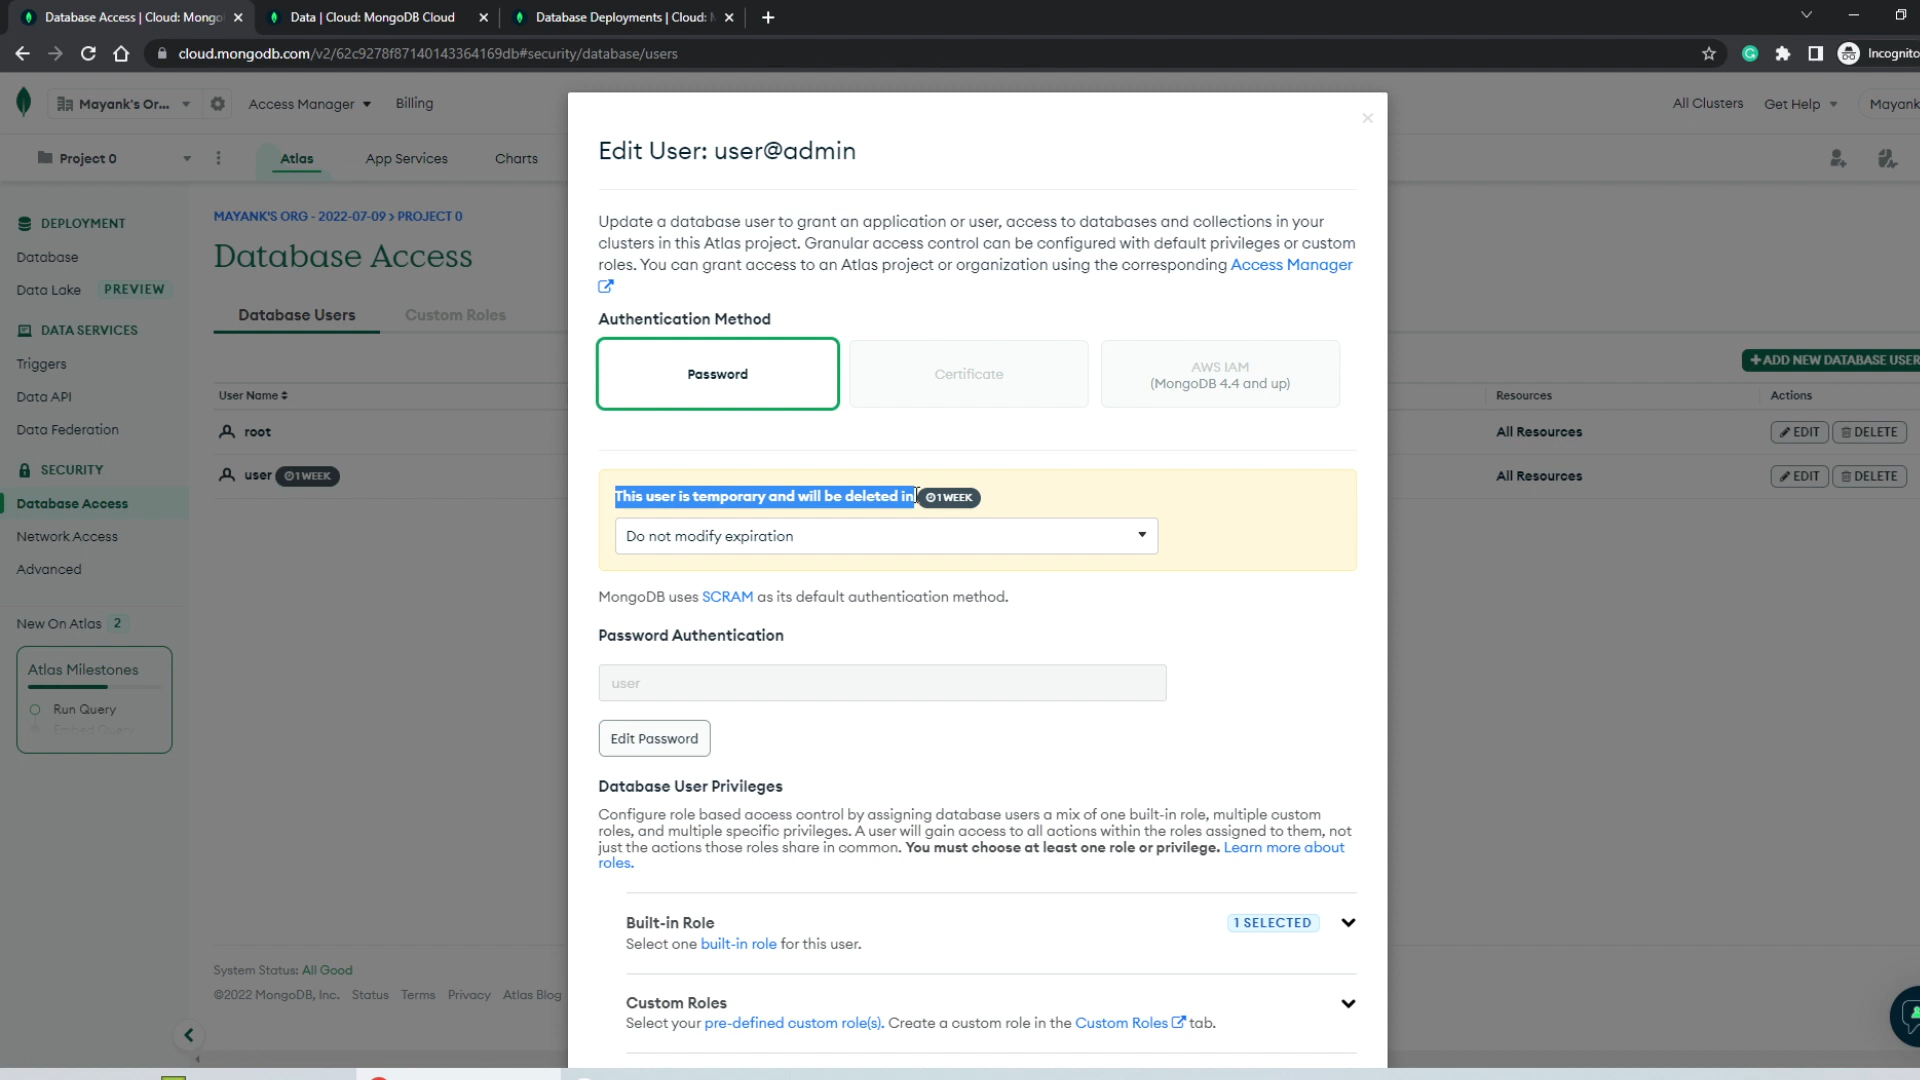 Database Access | Cloud: Mongo
Data | Cloud: MongoDB Cloud
Database Deployments | Cloud:
cloud.mongodb.com/v2/62c9278f87140143364169db#security/database/users
Incognito
Mayank's Or...
Access Manager
Billing
All Clusters
Get Help
Mayank
Project 0
Atlas
App Services
Charts
DEPLOYMENT
Database
Data Lake PREVIEW
DATA SERVICES
Triggers
Data API
Data Federation
SECURITY
Database Access
Network Access
Advanced
New On Atlas 2
Atlas Milestones
Run Query
Embed Query
MAYANK'S ORG - 2022-07-09 > PROJECT 0
Database Access
Database Users
Custom Roles
+ADD NEW DATABASE USER
User Name
Resources
Actions
root
All Resources
EDIT
DELETE
user 1 WEEK
All Resources
EDIT
DELETE
System Status: All Good
©2022 MongoDB, Inc. Status Terms Privacy Atlas Blog
Edit User: user@admin
Update a database user to grant an application or user, access to databases and collections in your
clusters in this Atlas project. Granular access control can be configured with default privileges or custom
roles. You can grant access to an Atlas project or organization using the corresponding Access Manager
Authentication Method
Password
Certificate
AWS IAM
(MongoDB 4.4 and up)
This user is temporary and will be deleted in 1 WEEK
Do not modify expiration
MongoDB uses SCRAM as its default authentication method.
Password Authentication
user
Edit Password
Database User Privileges
Configure role based access control by assigning database users a mix of one built-in role, multiple custom
roles, and multiple specific privileges. A user will gain access to all actions within the roles assigned to them, not
just the actions those roles share in common. You must choose at least one role or privilege. Learn more about
roles.
Built-in Role
1 SELECTED
Select one built-in role for this user.
Custom Roles
Select your pre-defined custom role(s). Create a custom role in the Custom Roles tab.